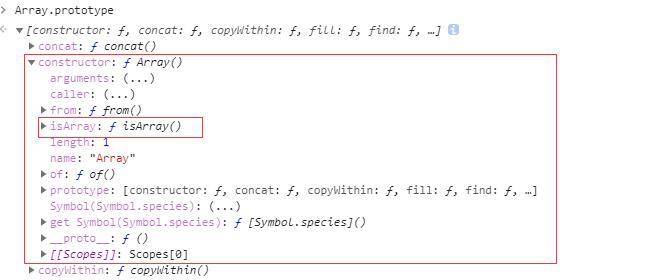 > Array.prototype
[constructor: ƒ, concat: ƒ, copyWithin: ƒ, fill: ƒ, find: ƒ, …] i
concat: ƒ concat()
constructor: ƒ Array()
arguments: (...)
caller: (...)
from: ƒ from()
isArray: ƒ isArray()
length: 1
name: "Array"
of: ƒ of()
prototype: [constructor: ƒ, concat: ƒ, copyWithin: ƒ, fill: ƒ, find: ƒ, …]
Symbol(Symbol.species): (...)
get Symbol(Symbol.species): ƒ [Symbol.species]()
__proto__: ƒ ()
[[Scopes]]: Scopes[0]
copyWithin: ƒ copyWithin()